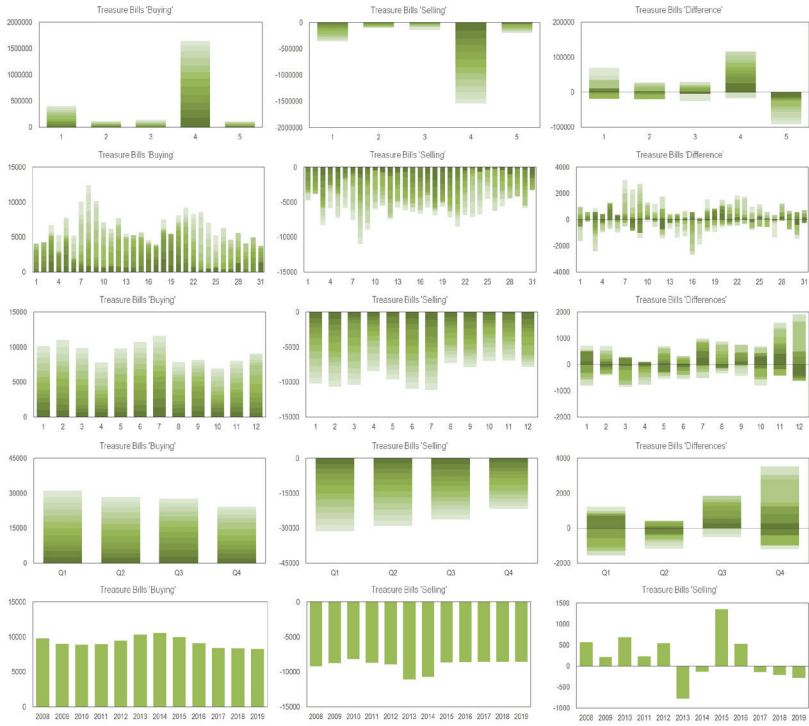 Treasure Bills 'Buying'
2000000
1500000
1000000
500000
0
1 2 3 4 5
Treasure Bills 'Selling'
0
-500000
-1000000
-1500000
-2000000
1 2 3 4 5
Treasure Bills 'Difference'
200000
100000
0
-100000
1 2 3 4 5
Treasure Bills 'Buying'
15000
10000
5000
0
1 4 7 10 13 16 19 22 25 28 31
Treasure Bills 'Selling'
0
-5000
-10000
-15000
1 4 7 10 13 16 19 22 25 28 31
Treasure Bills 'Difference'
4000
2000
0
-2000
-4000
1 4 7 10 13 16 19 22 25 28 31
Treasure Bills 'Buying'
15000
10000
5000
0
1 2 3 4 5 6 7 8 9 10 11 12
Treasure Bills 'Selling'
0
-5000
-10000
-15000
1 2 3 4 5 6 7 8 9 10 11 12
Treasure Bills 'Differences'
2000
1000
0
-1000
-2000
1 2 3 4 5 6 7 8 9 10 11 12
Treasure Bills 'Buying'
45000
30000
15000
0
Q1 Q2 Q3 Q4
Treasure Bills 'Selling'
0
-15000
-30000
-45000
Q1 Q2 Q3 Q4
Treasure Bills 'Differences'
4000
2000
0
-2000
Q1 Q2 Q3 Q4
Treasure Bills 'Buying'
15000
10000
5000
0
2008 2009 2010 2011 2012 2013 2014 2015 2016 2017 2018 2019
Treasure Bills 'Selling'
0
-5000
-10000
-15000
2008 2009 2010 2011 2012 2013 2014 2015 2016 2017 2018 2019
Treasure Bills 'Selling'
1500
1000
500
0
-500
-1000
2008 2009 2010 2011 2012 2013 2014 2015 2016 2017 2018 2019